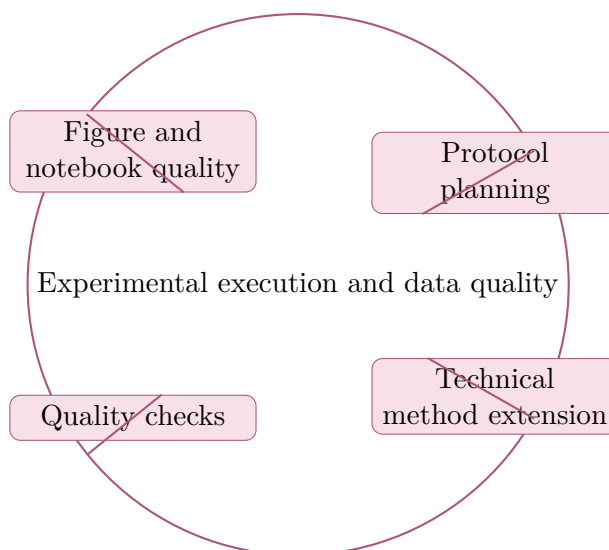 Figure and
notebook quality
Protocol
planning
Experimental execution and data quality
Technical
method extension
Quality checks